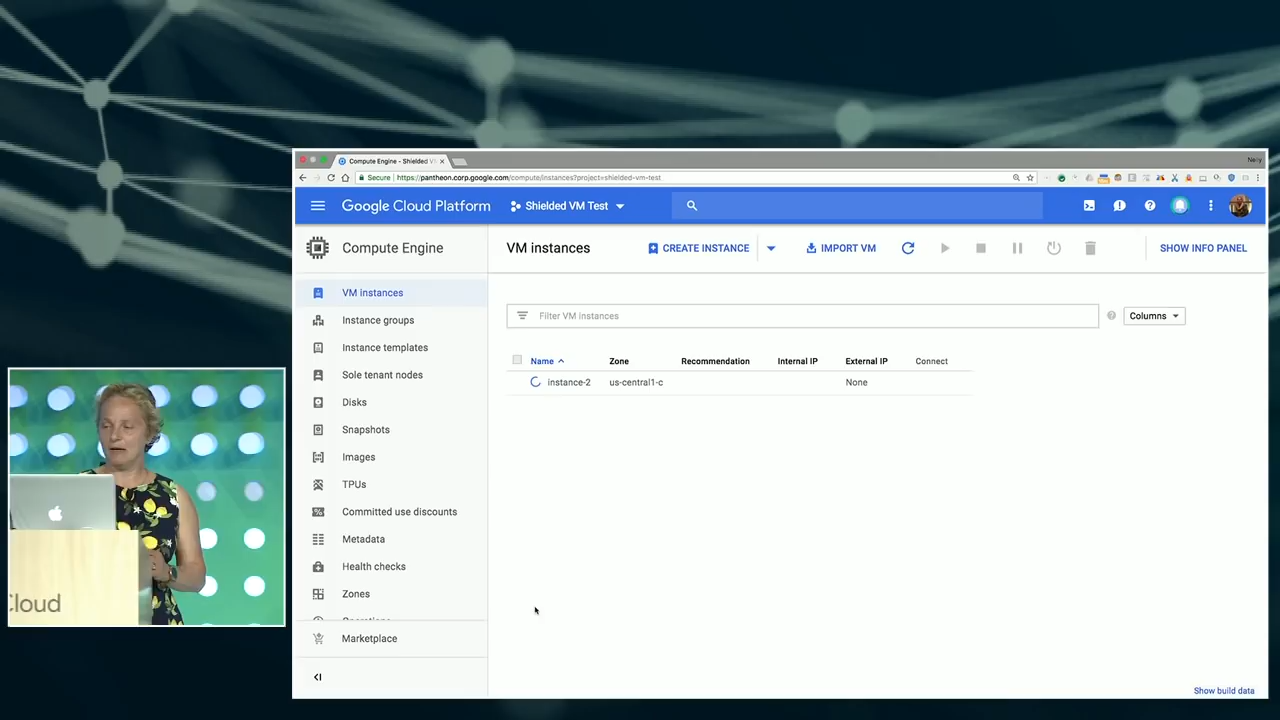 Compute Engine - Shielded V
Nelly
Secure
https://pantheon.corp.google.com/compute/instances?project=shielded-vm-test
Google Cloud Platform
Shielded VM Test
Compute Engine
VM instances
CREATE INSTANCE
IMPORT VM
SHOW INFO PANEL
VM instances
Instance groups
Instance templates
Sole tenant nodes
Disks
Snapshots
Images
TPUs
Committed use discounts
Metadata
Health checks
Zones
Operations
Marketplace
Filter VM instances
Columns
Name Zone Recommendation Internal IP External IP Connect
instance-2 us-central1-c None
Show build data
Cloud